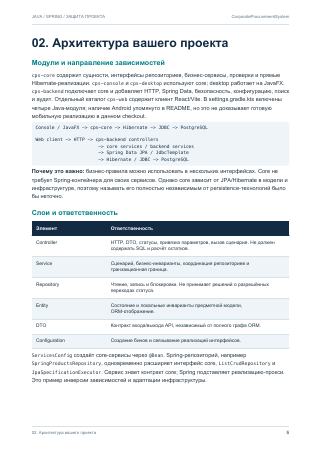 JAVA / SPRING / ЗАЩИТА ПРОЕКТА
CorporateProcurementSystem
02. Архитектура вашего проекта
Модули и направление зависимостей
cps-core содержит сущности, интерфейсы репозиториев, бизнес-сервисы, проверки и прямые
Hibernate-реализации. cps-console и cps-desktop используют core; desktop работает на JavaFX.
cps-backend подключает core и добавляет HTTP, Spring Data, безопасность, конфигурацию, поиск
и аудит. Отдельный каталог cps-web содержит клиент React/Vite. В settings.gradle.kts включены
четыре Java-модуля; наличие Android упомянуто в README, но это не доказывает готовую
мобильную реализацию в данном checkout.
Console / JavaFX -> cps-core -> Hibernate -> JDBC -> PostgreSQL
Web client -> HTTP -> cps-backend controllers
-> core services / backend services
-> Spring Data JPA / JdbcTemplate
-> Hibernate / JDBC -> PostgreSQL
Почему это важно: бизнес-правила можно использовать в нескольких интерфейсах. Core не
требует Spring-контейнера для своих сервисов. Однако core зависит от JPA/Hibernate в модели и
инфраструктуре, поэтому называть его полностью независимым от persistence-технологий было
бы неточно.
Слои и ответственность
Элемент
Ответственность
Controller
HTTP, DTO, статусы, привязка параметров, вызов сценария. Не должен
содержать SQL и расчёт остатков.
Service
Сценарий, бизнес-инварианты, координация репозиториев и
транзакционная граница.
Repository
Чтение, запись и блокировки. Не принимает решений о разрешённых
переходах статуса.
Entity
Состояние и локальные инварианты предметной модели,
ORM-отображение.
DTO
Контракт входа/выхода API, независимый от полного графа ORM.
Configuration
Создание бинов и связывание реализаций интерфейсов.
ServicesConfig создаёт core-сервисы через @Bean. Spring-репозиторий, например
SpringProductsRepository, одновременно расширяет интерфейс core, ListCrudRepository и
JpaSpecificationExecutor. Сервис знает контракт core; Spring подставляет реализацию-прокси.
Это пример инверсии зависимостей и адаптации инфраструктуры.
02. Архитектура вашего проекта